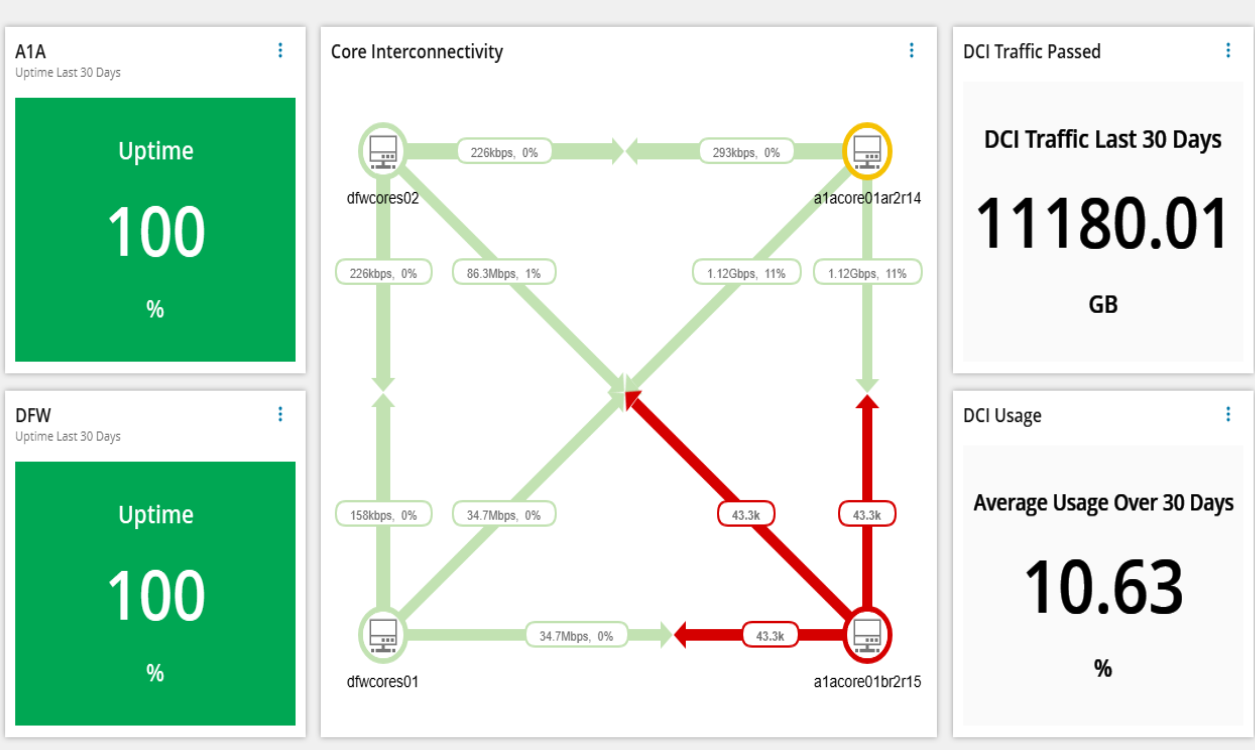 A1A
Uptime Last 30 Days
Uptime
100
%
DFW
Uptime Last 30 Days
Uptime
100
%
Core Interconnectivity
226kbps, 0%
293kbps, 0%
dfwcores02
a1acore01ar2r14
226kbps, 0%
86.3Mbps, 1%
1.12Gbps, 11%
1.12Gbps, 11%
158kbps, 0%
34.7Mbps, 0%
43.3k
43.3k
34.7Mbps, 0%
43.3k
dfwcores01
a1acore01br2r15
DCI Traffic Passed
DCI Traffic Last 30 Days
11180.01
GB
DCI Usage
Average Usage Over 30 Days
10.63
%